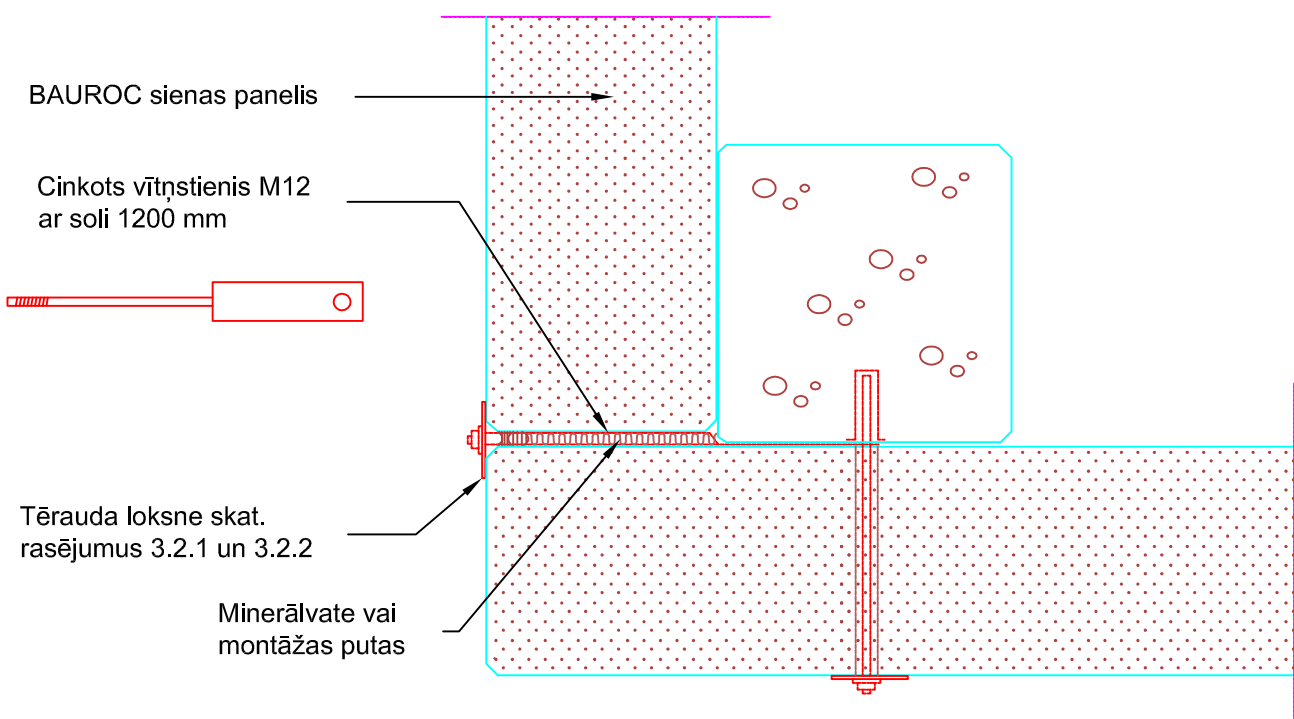 BAUROC sienas panelis
Cinkots vītņstienis M12
ar soli 1200 mm
Tērauda loksne skat.
rasējumus 3.2.1 un 3.2.2
Minerālvate vai
montāžas putas